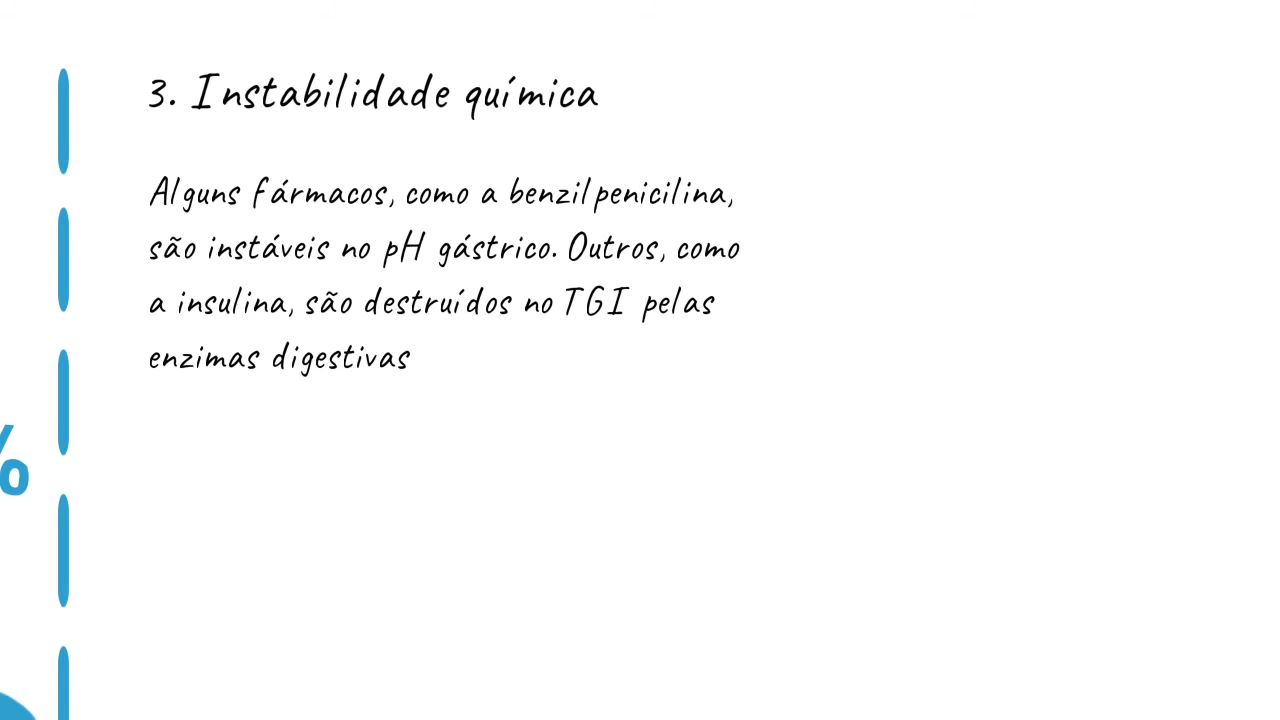 3. Instabilidade química
Alguns fármacos, como a benzilpenicilina,
são instáveis no pH gástrico. Outros, como
a insulina, são destruídos no TGI pelas
enzimas digestivas
%